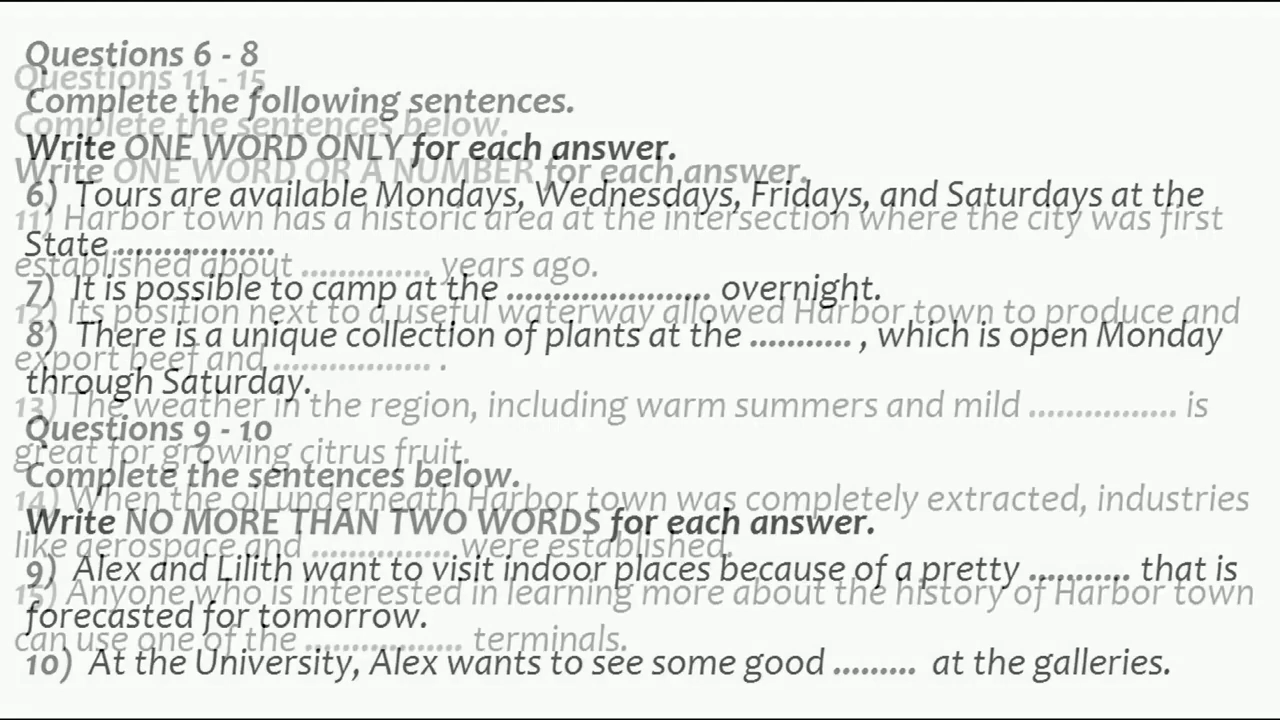 Questions 6 - 8
Complete the following sentences.
Write ONE WORD ONLY for each answer.
6) Tours are available Mondays, Wednesdays, Fridays, and Saturdays at the
State .................
7) It is possible to camp at the ...................... overnight.
8) There is a unique collection of plants at the ........... , which is open Monday
through Saturday.
Questions 9 - 10
Complete the sentences below.
Write NO MORE THAN TWO WORDS for each answer.
9) Alex and Lilith want to visit indoor places because of a pretty ........... that is
forecasted for tomorrow.
10) At the University, Alex wants to see some good ......... at the galleries.
Questions 11 - 15
Complete the sentences below.
Write ONE WORD OR A NUMBER for each answer.
11) Harbor town has a historic area at the intersection where the city was first
established about .............. years ago.
12) Its position next to a useful waterway allowed Harbor town to produce and
export beef and ................. .
13) The weather in the region, including warm summers and mild ................ is
great for growing citrus fruit.
14) When the oil underneath Harbor town was completely extracted, industries
like aerospace and ............... were established.
15) Anyone who is interested in learning more about the history of Harbor town
can use one of the ................. terminals.